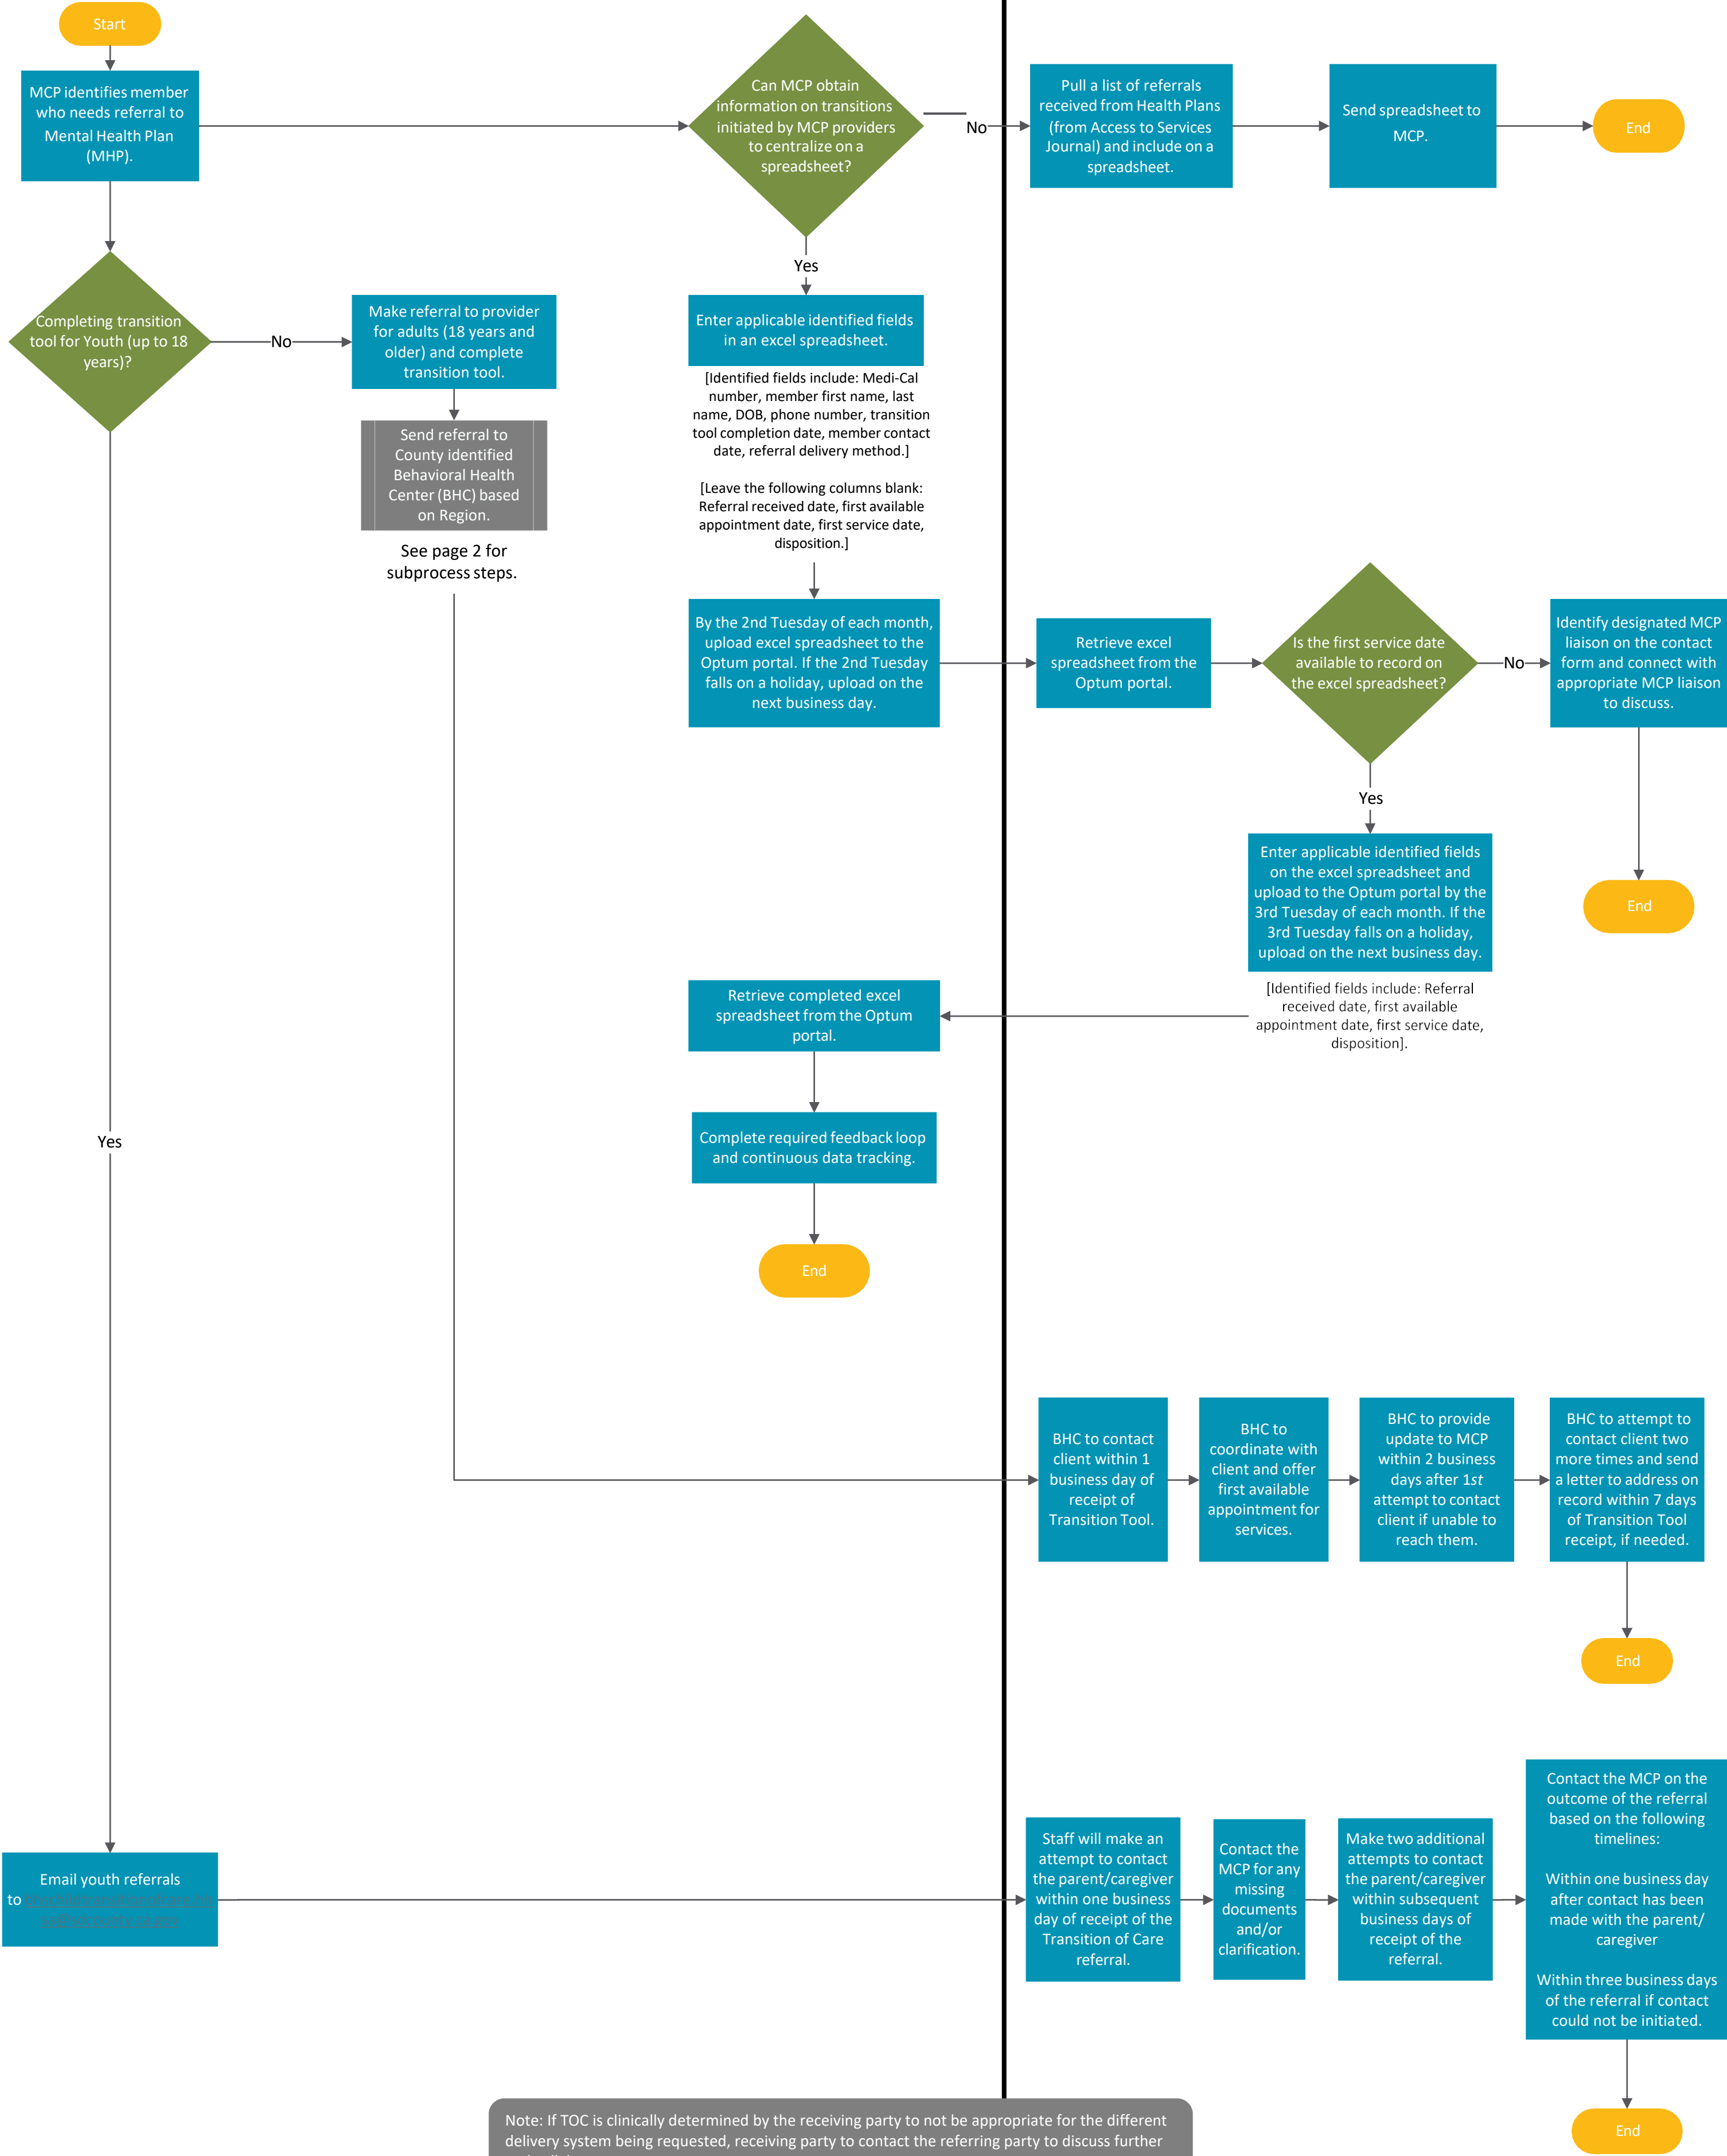 Start
MCP identifies member
who needs referral to
Mental Health Plan
(MHP).
Can MCP obtain
information on transitions
initiated by MCP providers
to centralize on a
spreadsheet?
No
Pull a list of referrals
received from Health Plans
(from Access to Services
Journal) and include on a
spreadsheet.
Send spreadsheet to
MCP.
End
Yes
Completing transition
tool for Youth (up to 18
years)?
No
Make referral to provider
for adults (18 years and
older) and complete
transition tool.
Send referral to
County identified
Behavioral Health
Center (BHC) based
on Region.
See page 2 for
subprocess steps.
Enter applicable identified fields
in an excel spreadsheet.
[Identified fields include: Medi-Cal
number, member first name, last
name, DOB, phone number, transition
tool completion date, member contact
date, referral delivery method.]
[Leave the following columns blank:
Referral received date, first available
appointment date, first service date,
disposition.]
By the 2nd Tuesday of each month,
upload excel spreadsheet to the
Optum portal. If the 2nd Tuesday
falls on a holiday, upload on the
next business day.
Retrieve excel
spreadsheet from the
Optum portal.
Is the first service date
available to record on
the excel spreadsheet?
No
Identify designated MCP
liaison on the contact
form and connect with
appropriate MCP liaison
to discuss.
End
Yes
Enter applicable identified fields
on the excel spreadsheet and
upload to the Optum portal by the
3rd Tuesday of each month. If the
3rd Tuesday falls on a holiday,
upload on the next business day.
[Identified fields include: Referral
received date, first available
appointment date, first service date,
disposition].
Retrieve completed excel
spreadsheet from the Optum
portal.
Complete required feedback loop
and continuous data tracking.
End
Yes
BHC to contact
client within 1
business day of
receipt of
Transition Tool.
BHC to
coordinate with
client and offer
first available
appointment for
services.
BHC to provide
update to MCP
within 2 business
days after 1st
attempt to contact
client if unable to
reach them.
BHC to attempt to
contact client two
more times and send
a letter to address on
record within 7 days
of Transition Tool
receipt, if needed.
End
Email youth referrals
to
Staff will make an
attempt to contact
the parent/caregiver
within one business
day of receipt of the
Transition of Care
referral.
Contact the
MCP for any
missing
documents
and/or
clarification.
Make two additional
attempts to contact
the parent/caregiver
within subsequent
business days of
receipt of the
referral.
Contact the MCP on the
outcome of the referral
based on the following
timelines:
Within one business day
after contact has been
made with the parent/
caregiver
Within three business days
of the referral if contact
could not be initiated.
End
Note: If TOC is clinically determined by the receiving party to not be appropriate for the different
delivery system being requested, receiving party to contact the referring party to discuss further